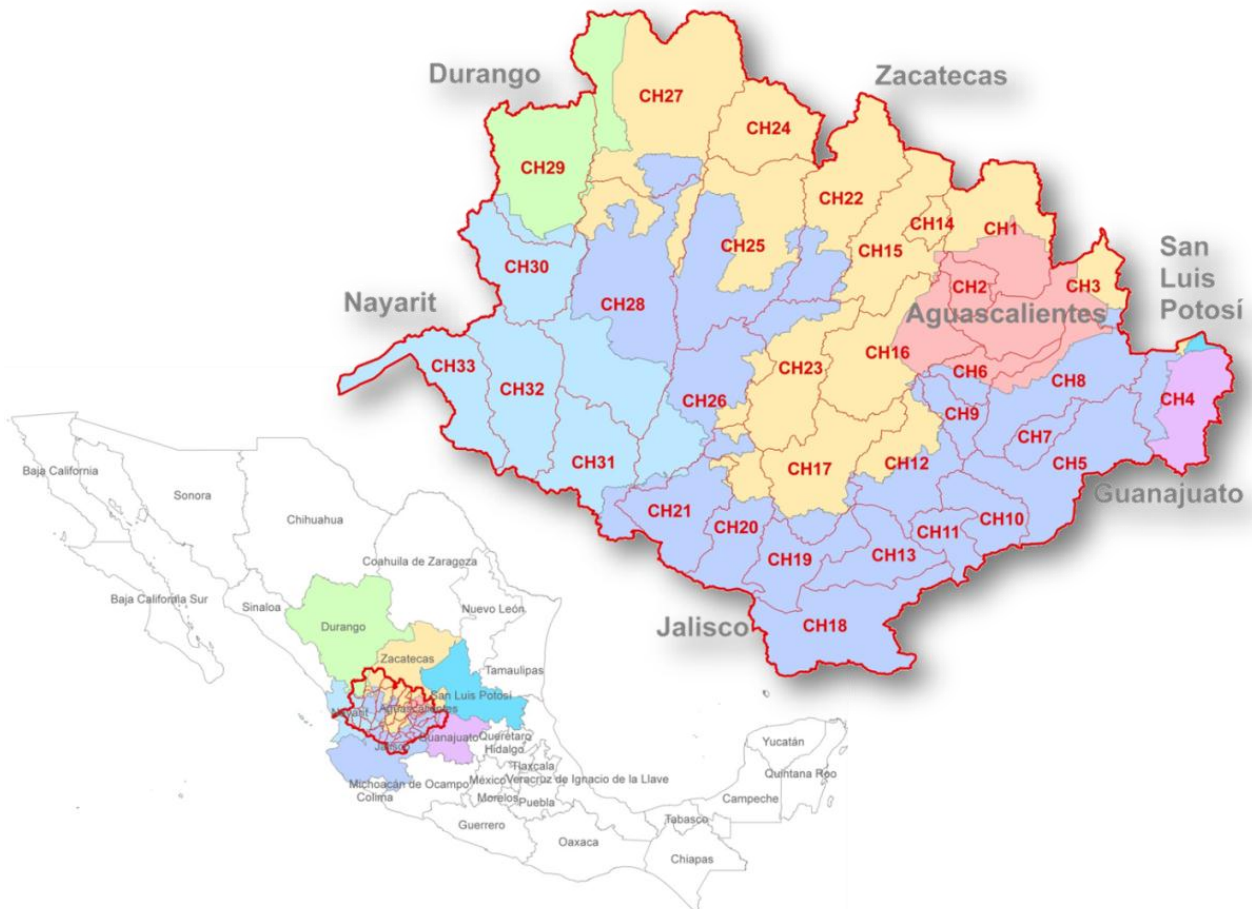 Durango
Zacatecas
CH27
CH24
CH29
CH22
CH14
CH1
CH25
CH15
San
Luis
Potosí
CH30
CH2
CH3
Nayarit
CH28
Aguascalientes
CH16
CH33
CH32
CH23
CH6
CH8
CH26
CH9
CH4
CH7
CH31
CH17
CH12
CH5
Guanajuato
CH21
CH20
CH11
CH10
CH19
CH13
Jalisco
CH18
Baja California
Sonora
Chihuahua
Coahuila de Zaragoza
Baja California Sur
Sinaloa
Nuevo León
Durango
Zacatecas
Tamaulipas
San Luis Potosí
Nayarit
Aguascalientes
Jalisco
Guanajuato
Querétaro
Hidalgo
Yucatán
Tlaxcala
Quintana Roo
Michoacán de Ocampo
México
Veracruz de Ignacio de la Llave
Colima
Morelos
Puebla
Campeche
Tabasco
Guerrero
Oaxaca
Chiapas